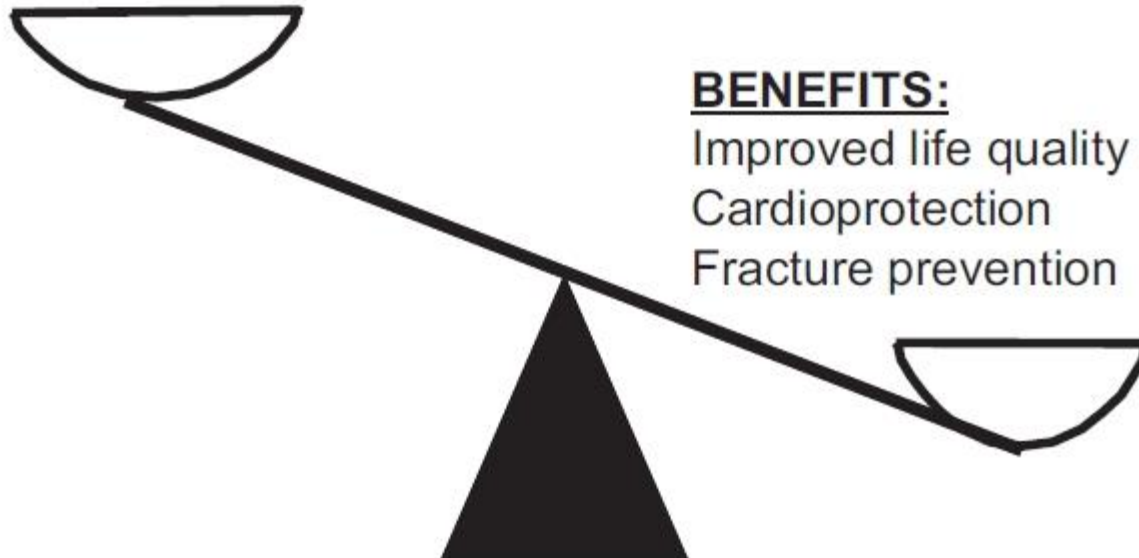 BENEFITS:
Improved life quality
Cardioprotection
Fracture prevention